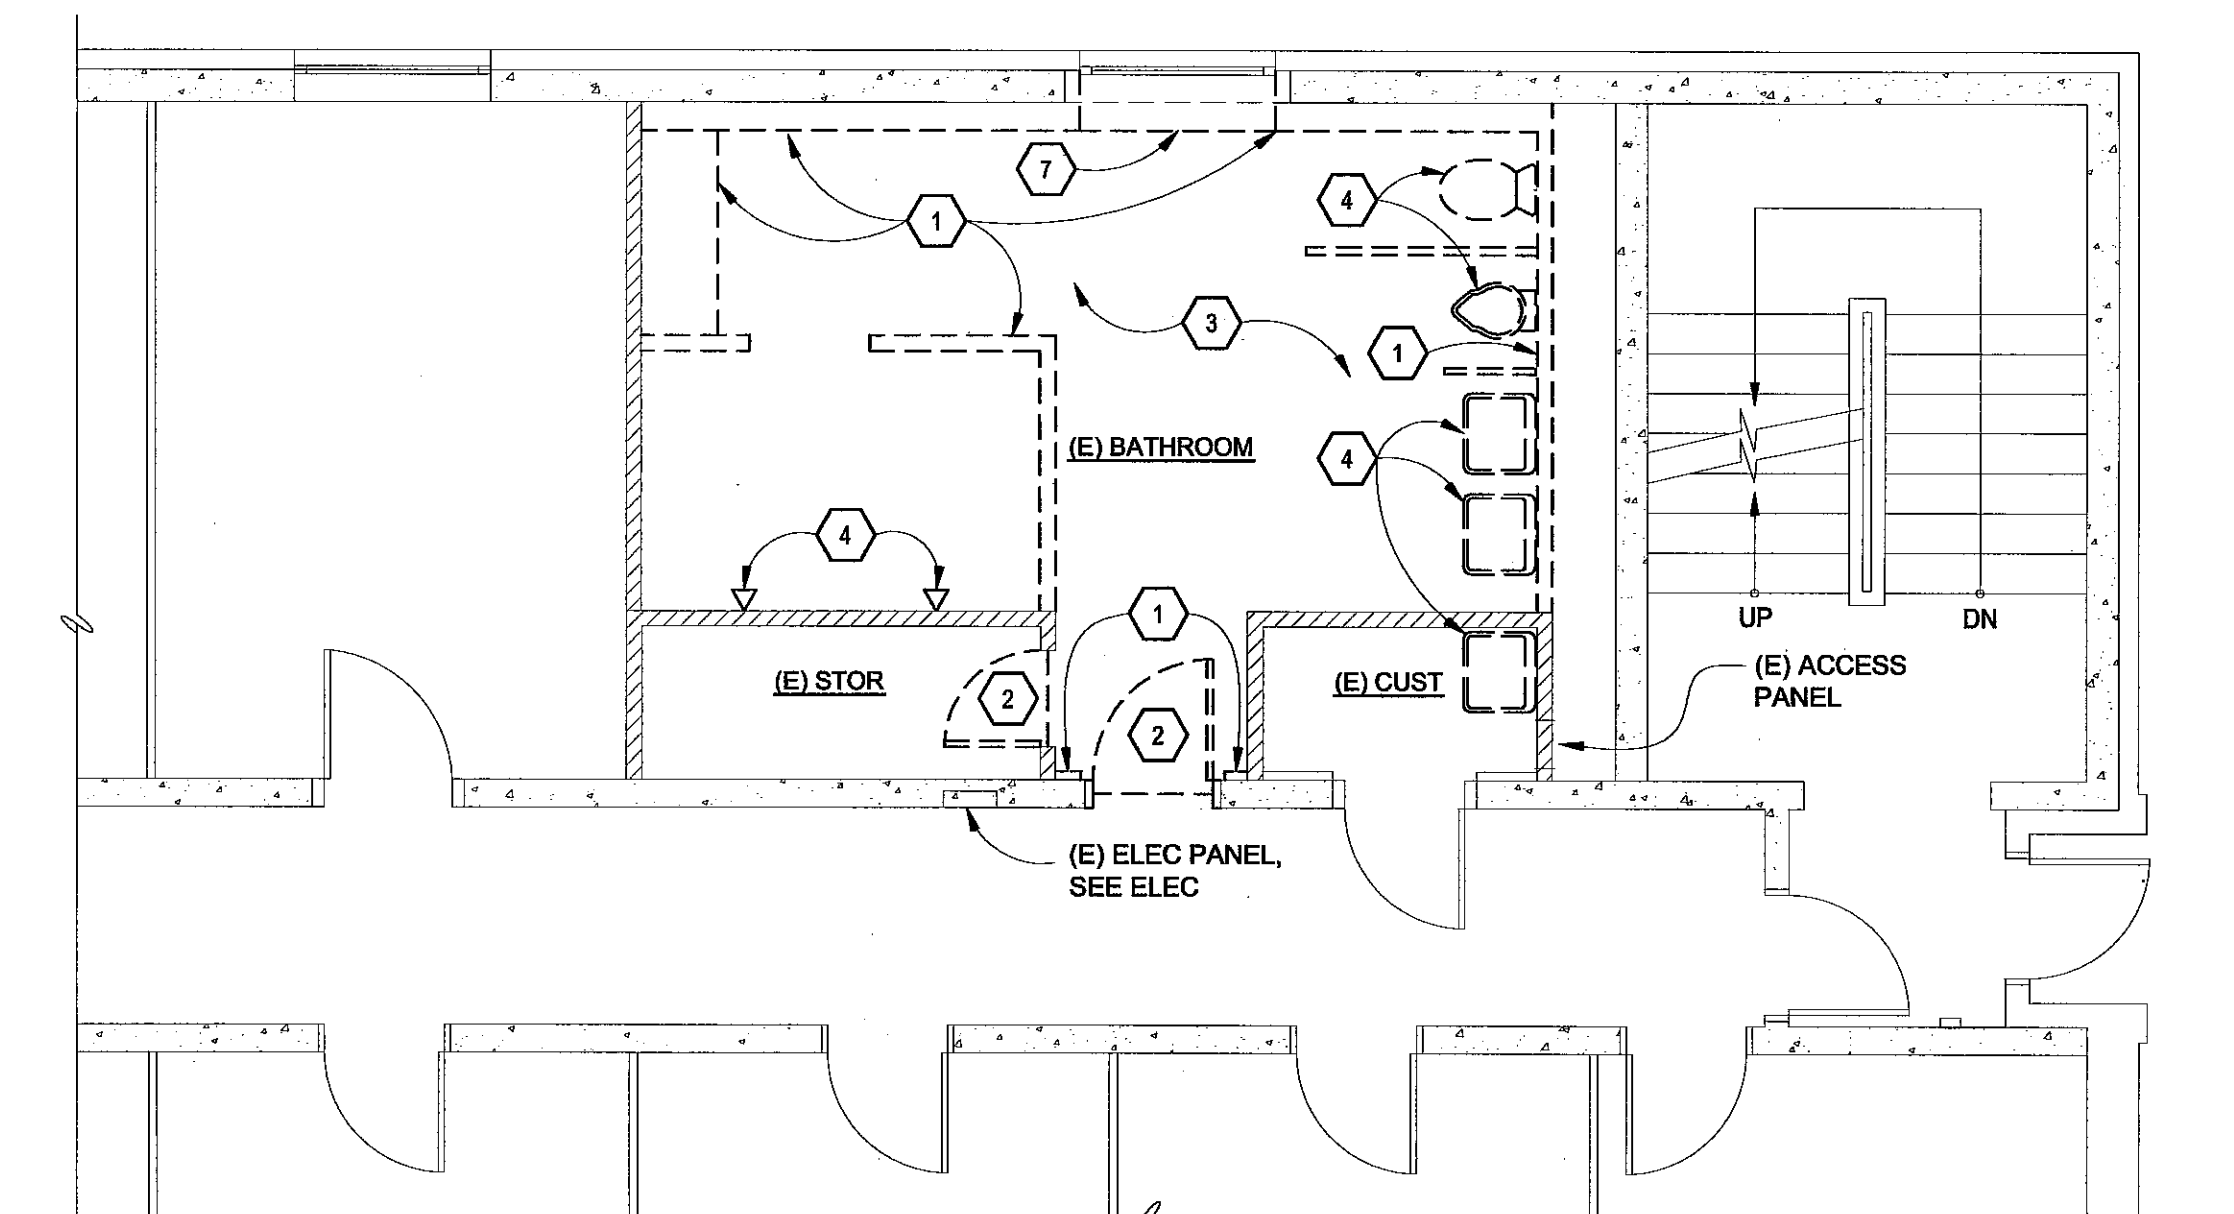 7
4
1
3
1
(E) BATHROOM
4
4
1
UP
DN
(E) STOR
2
(E) CUST
(E) ACCESS
PANEL
2
(E) ELEC PANEL,
SEE ELEC